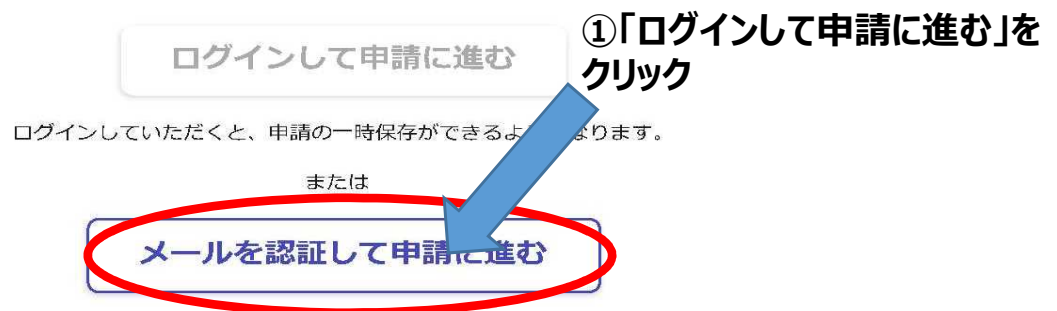 ログインして申請に進む
①「ログインして申請に進む」を
クリック
ログインしていただくと、申請の一時保存ができるよ なります。
または
メールを認証して申請に進む